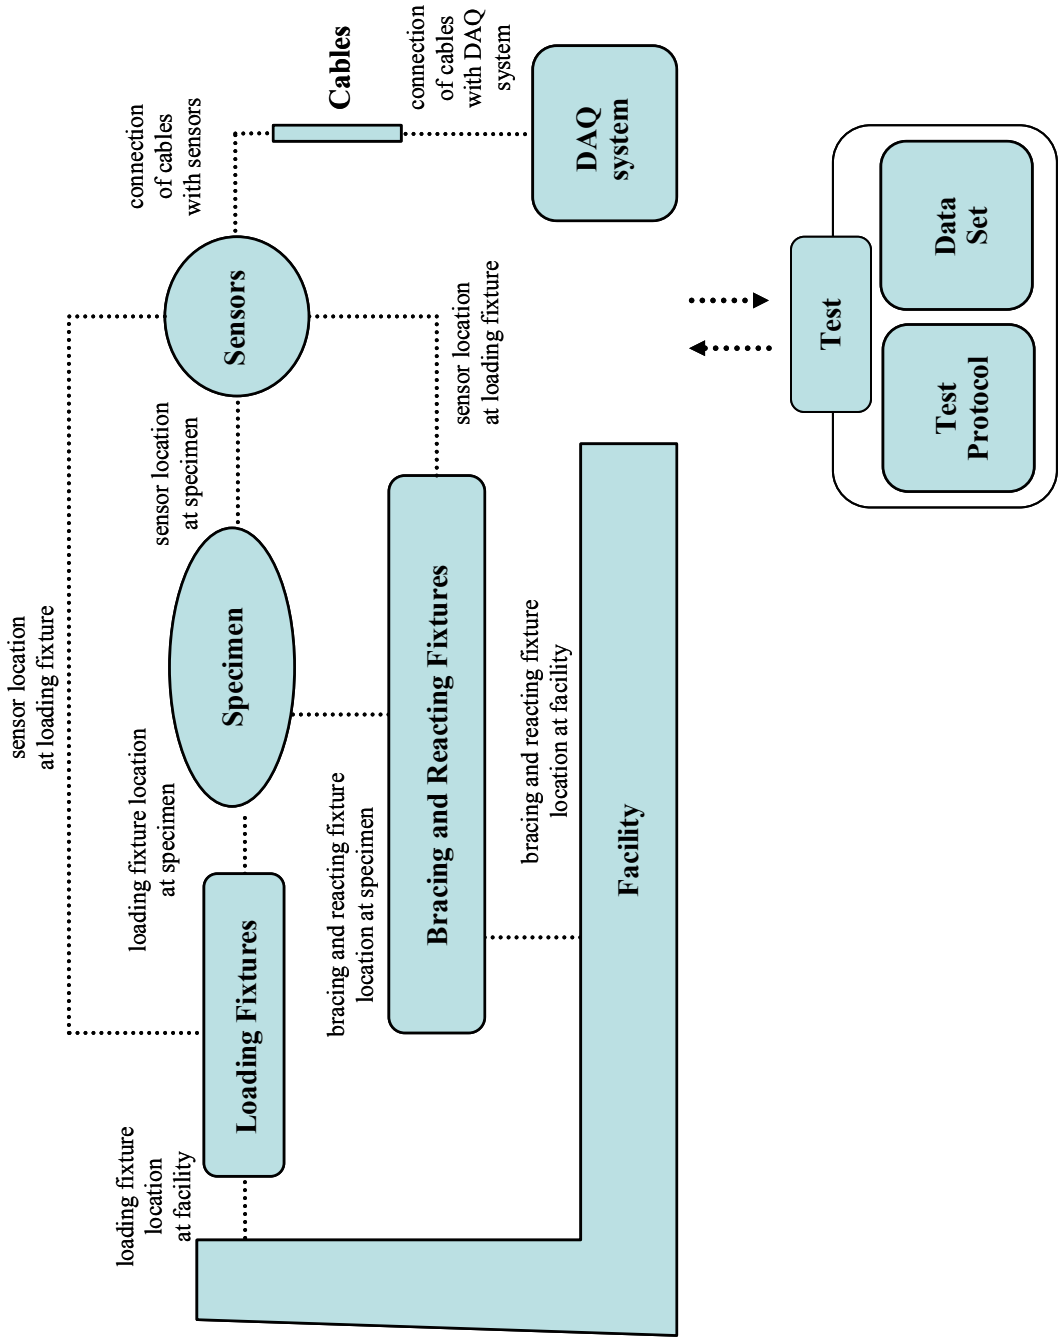 sensor location
at loading fixture
loading fixture
location
at facility
loading fixture location
at specimen
sensor location
at specimen
connection
of cables
with sensors
Loading Fixtures
Specimen
Sensors
Cables
bracing and reacting fixture
location at specimen
connection
of cables
with DAQ
system
Bracing and Reacting Fixtures
sensor location
at loading fixture
DAQ
system
bracing and reacting fixture
location at facility
Facility
Test
Test
Protocol
Data
Set